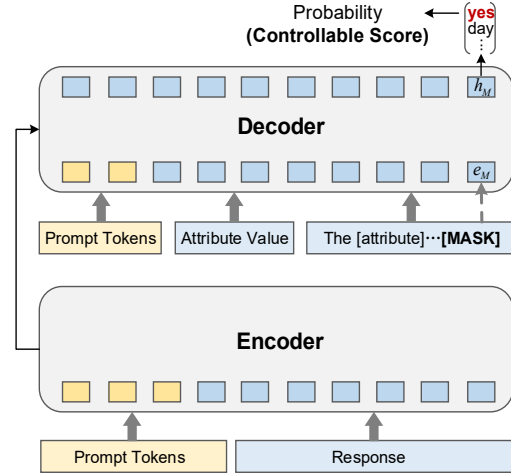 Probability
(Controllable Score)
yes
day
...
h_M
Decoder
e_M
Prompt Tokens
Attribute Value
The [attribute]···[MASK]
Encoder
Prompt Tokens
Response